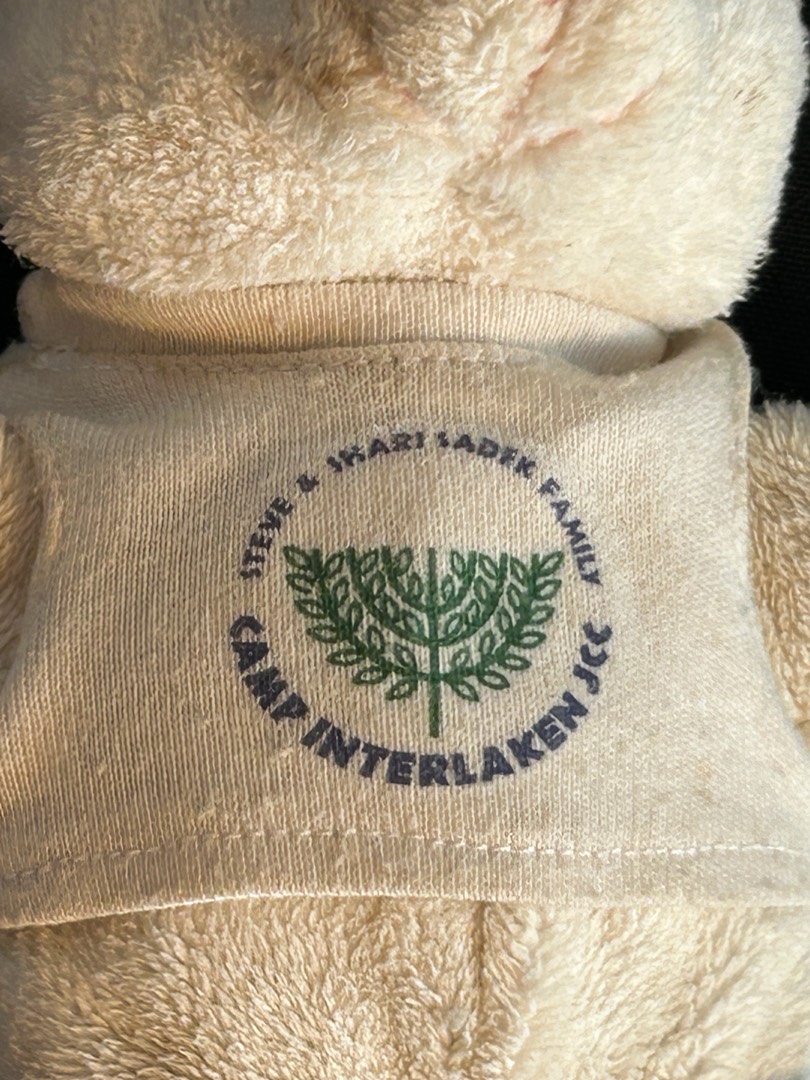 STEVE & SHARI SADEK FAMILY
CAMP INTERLAKEN JCC